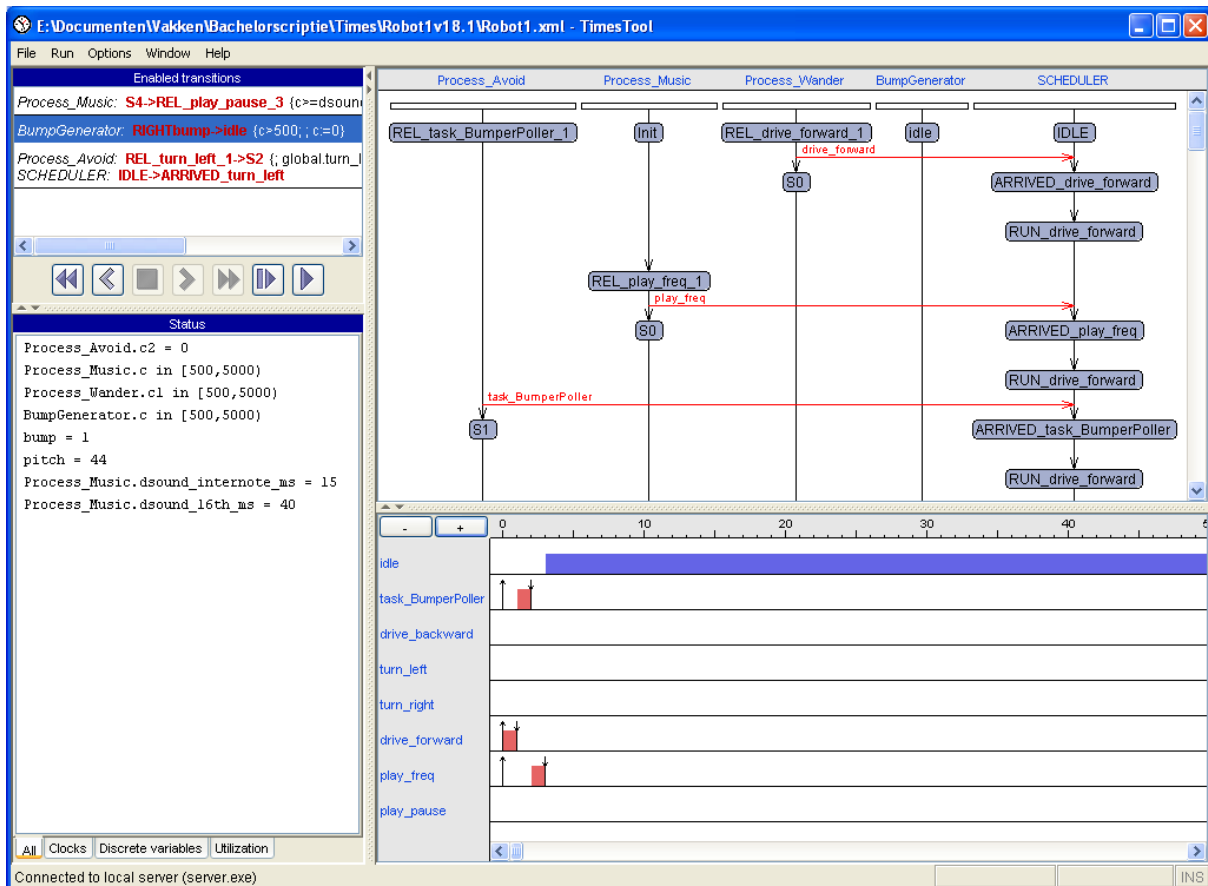 E:\Documenten\Vakken\Bachelorscriptie\Times\Robot1v18.1\Robot1.xml - TimesTool
File Run Options Window Help
Enabled transitions
Process_Music: S4->REL_play_pause_3 {c>=dsoun
BumpGenerator: RIGHTbump->idle {c>500; ; c:=0}
Process_Avoid: REL_turn_left_1->S2 {; global.turn_l
SCHEDULER: IDLE->ARRIVED_turn_left
Status
Process_Avoid.c2 = 0
Process_Music.c in [500,5000)
Process_Wander.c1 in [500,5000)
BumpGenerator.c in [500,5000)
bump = 1
pitch = 44
Process_Music.dsound_internote_ms = 15
Process_Music.dsound_16th_ms = 40
All Clocks Discrete variables Utilization
Process_Avoid Process_Music Process_Wander BumpGenerator SCHEDULER
REL_task_BumperPoller_1 Init REL_drive_forward_1 idle IDLE
drive_forward
S0 ARRIVED_drive_forward
RUN_drive_forward
REL_play_freq_1
play_freq
S0 ARRIVED_play_freq
RUN_drive_forward
task_BumperPoller
S1 ARRIVED_task_BumperPoller
RUN_drive_forward
- + 0 10 20 30 40
idle
task_BumperPoller
drive_backward
turn_left
turn_right
drive_forward
play_freq
play_pause
Connected to local server (server.exe) INS